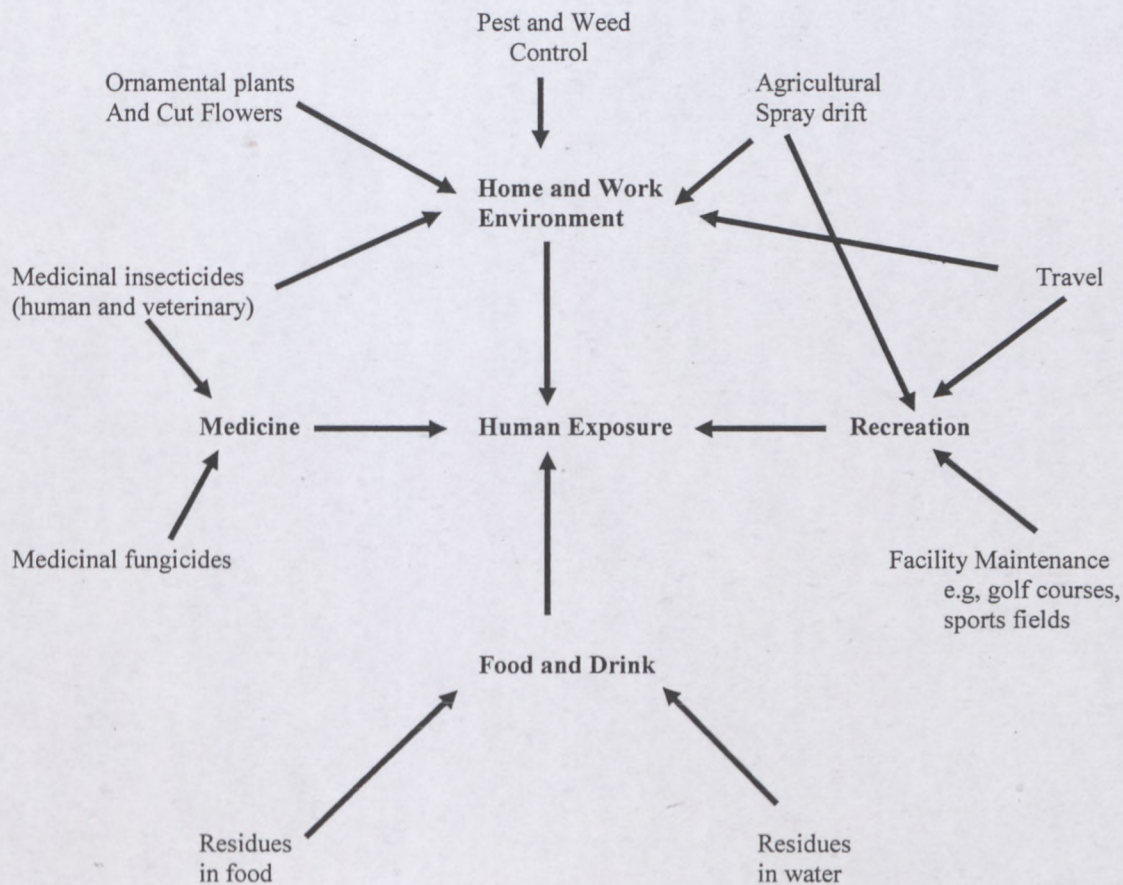 Pest and Weed
Control
Ornamental plants
And Cut Flowers
Agricultural
Spray drift
Home and Work
Environment
Medicinal insecticides
(human and veterinary)
Travel
Medicine
Human Exposure
Recreation
Medicinal fungicides
Facility Maintenance
e.g, golf courses,
sports fields
Food and Drink
Residues
in food
Residues
in water